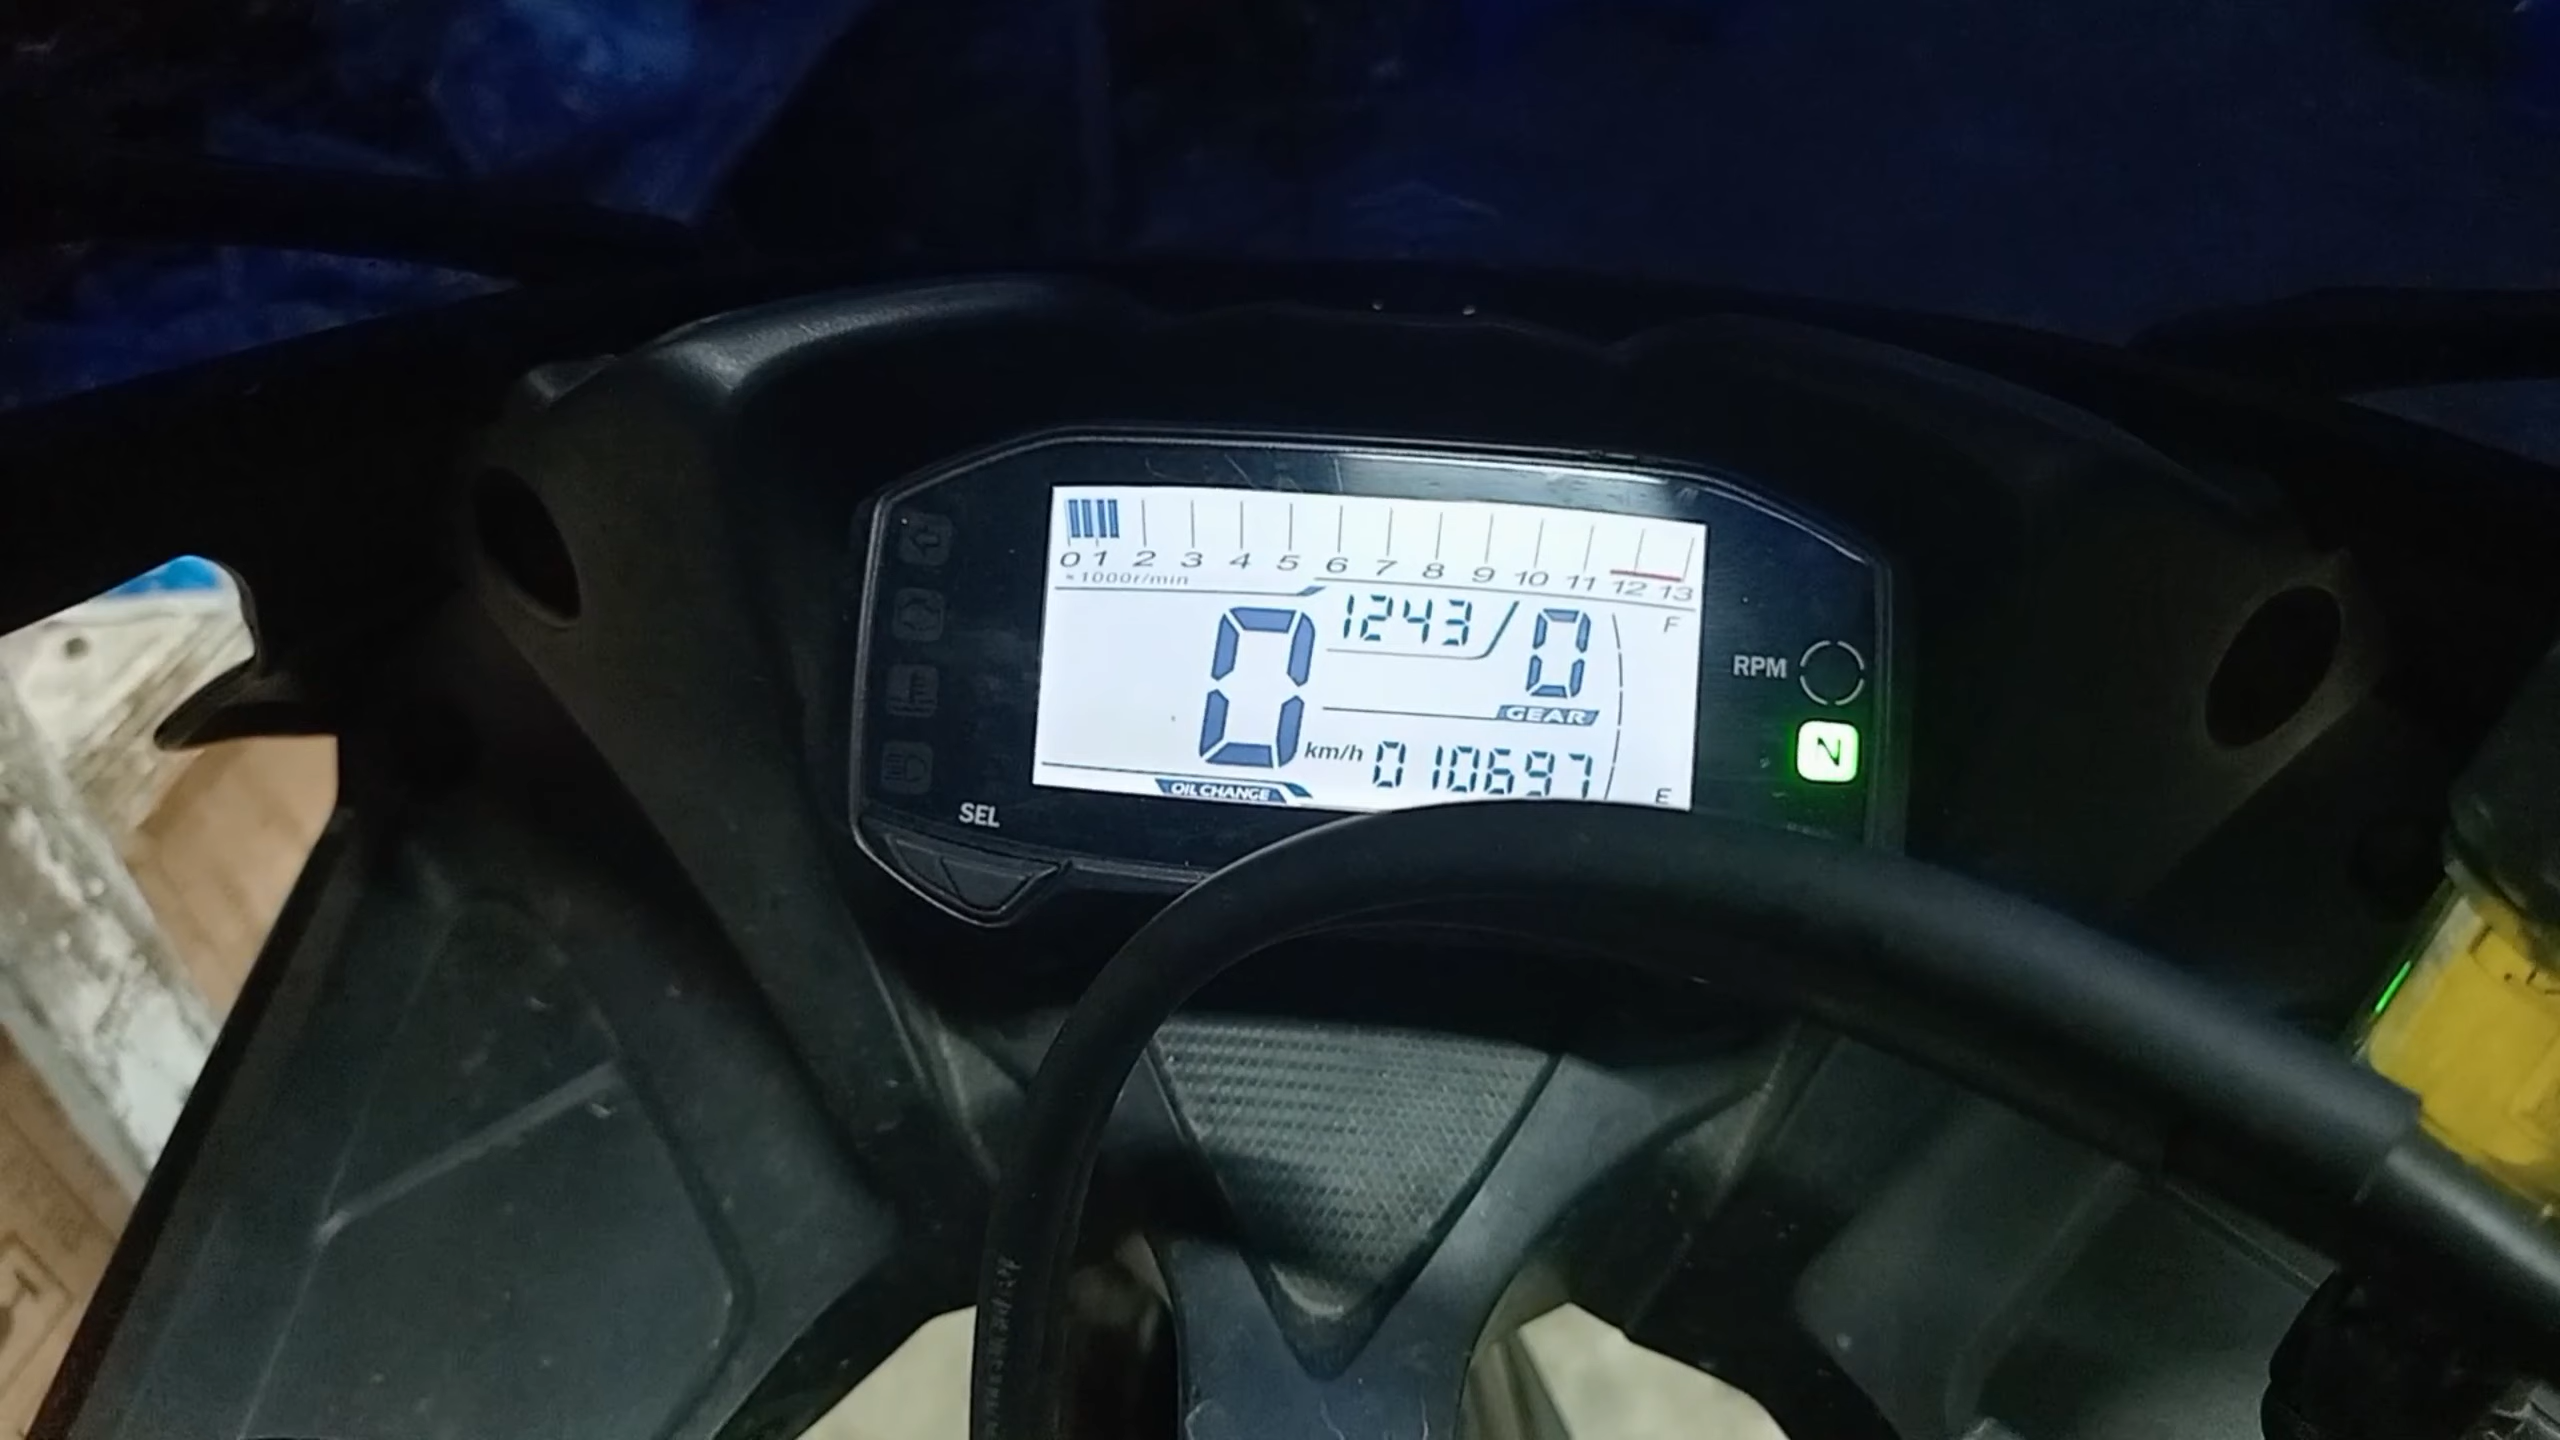 0 1 2 3 4 5 6 7 8 9 10 11 12 13
×1000r/min
1243/0
F
GEAR
0 km/h
010697
OIL CHANGE
E
RPM
N
SEL